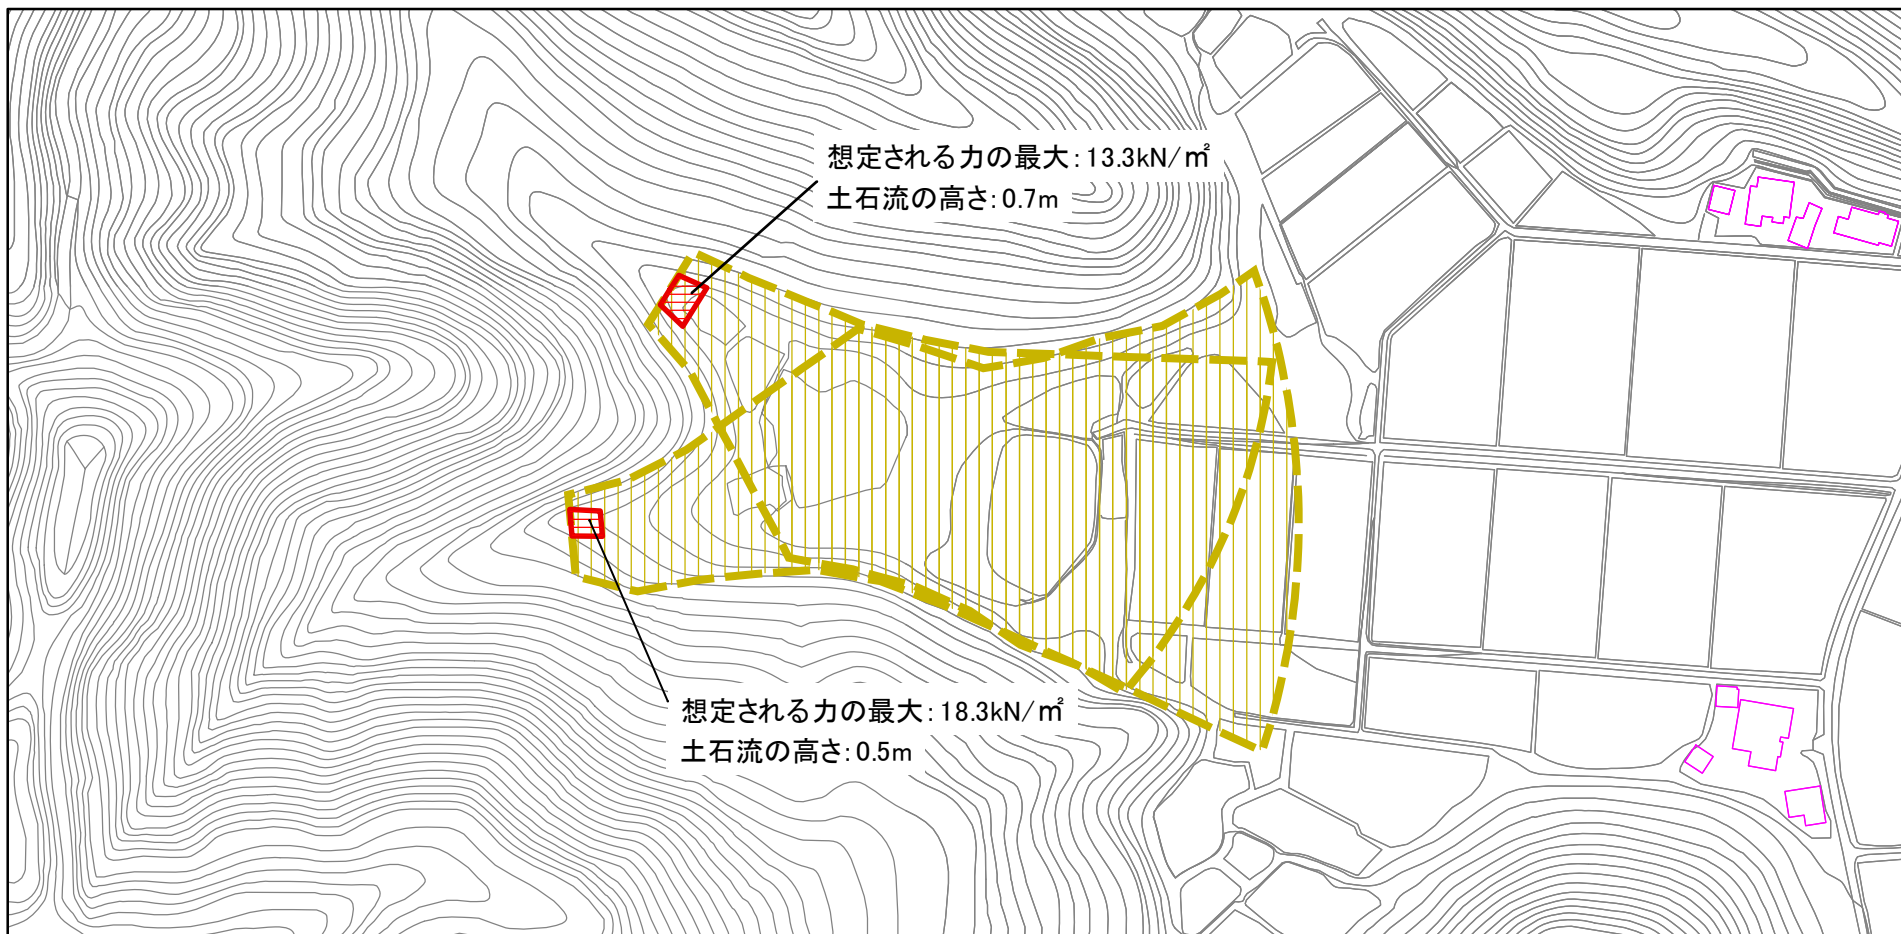 想定される力の最大：13.3kN/㎡
土石流の高さ：0.7m
想定される力の最大：18.3kN/㎡
土石流の高さ：0.5m